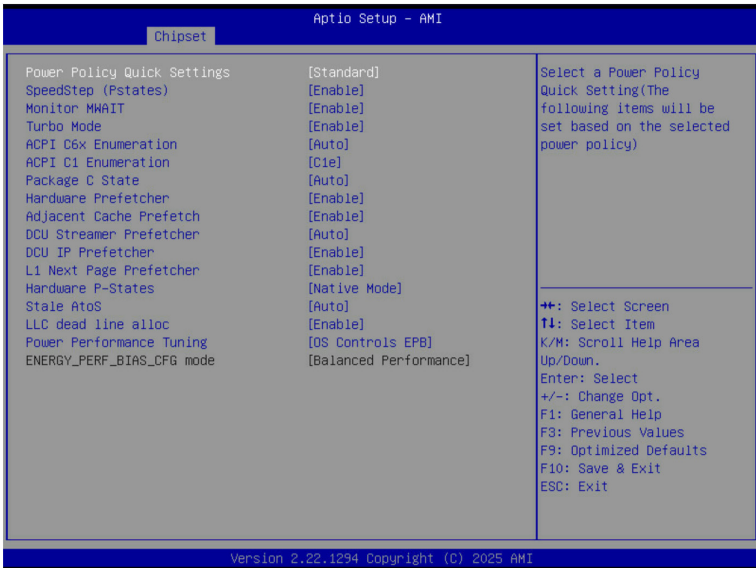 Aptio Setup – AMI
Chipset
Power Policy Quick Settings [Standard]
SpeedStep (Pstates) [Enable]
Monitor MWAIT [Enable]
Turbo Mode [Enable]
ACPI C6x Enumeration [Auto]
ACPI C1 Enumeration [C1e]
Package C State [Auto]
Hardware Prefetcher [Enable]
Adjacent Cache Prefetch [Enable]
DCU Streamer Prefetcher [Auto]
DCU IP Prefetcher [Enable]
L1 Next Page Prefetcher [Enable]
Hardware P-States [Native Mode]
Stale AtoS [Auto]
LLC dead line alloc [Enable]
Power Performance Tuning [OS Controls EPB]
ENERGY_PERF_BIAS_CFG mode [Balanced Performance]
Select a Power Policy
Quick Setting(The
following items will be
set based on the selected
power policy)
→←: Select Screen
↑↓: Select Item
K/M: Scroll Help Area
Up/Down.
Enter: Select
+/-: Change Opt.
F1: General Help
F3: Previous Values
F9: Optimized Defaults
F10: Save & Exit
ESC: Exit
Version 2.22.1294 Copyright (C) 2025 AMI